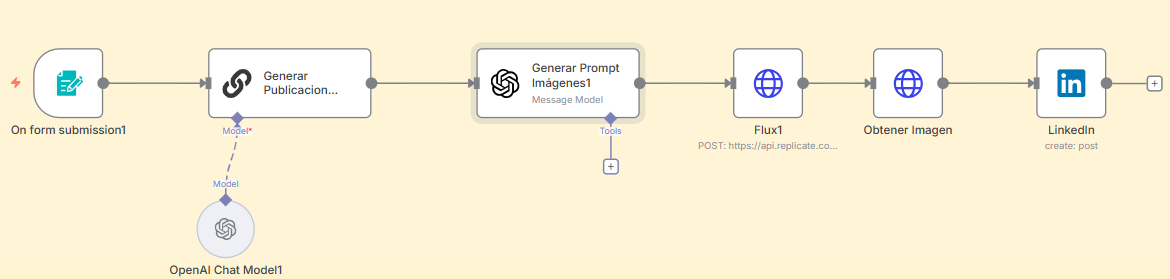 On form submission1
Generar
Publicacion...
Model*
Model
OpenAI Chat Model1
Generar Prompt
Imágenes1
Message Model
Tools
Flux1
POST: https://api.replicate.co...
Obtener Imagen
in
LinkedIn
create: post